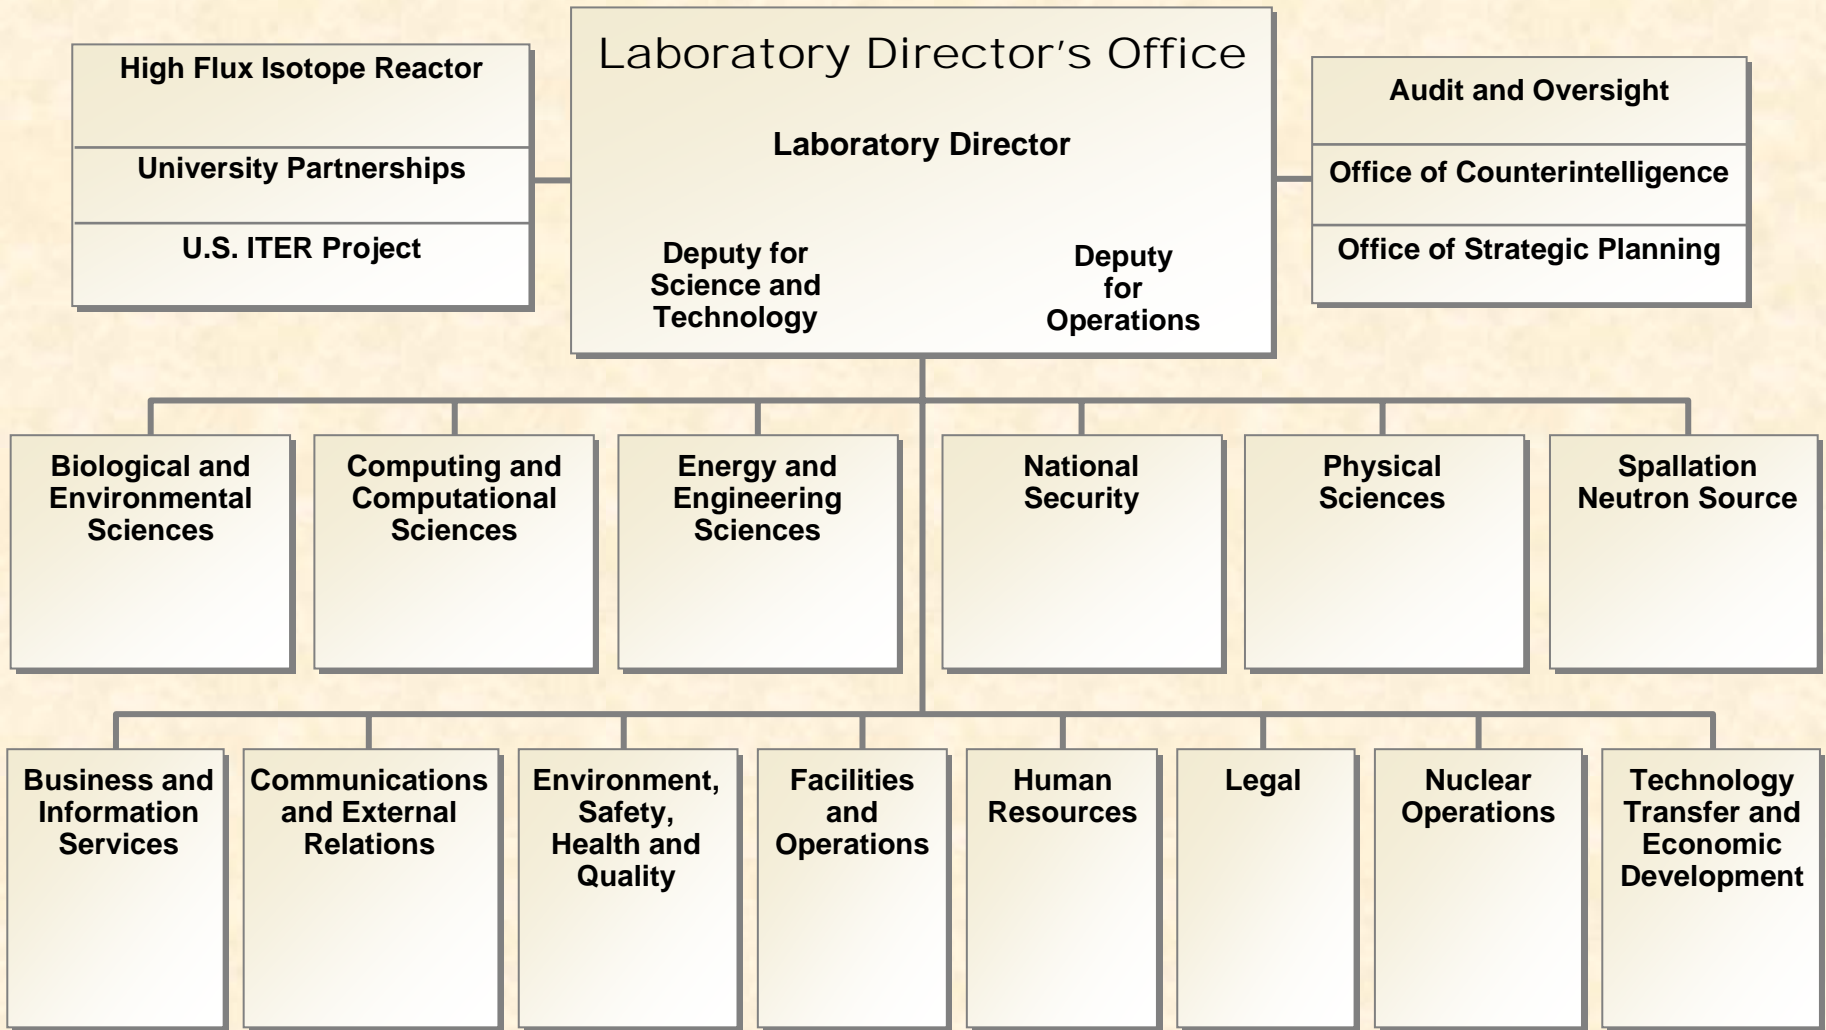 Laboratory Director's Office
Laboratory Director
Deputy for
Science and
Technology
Deputy
for
Operations
High Flux Isotope Reactor
University Partnerships
U.S. ITER Project
Audit and Oversight
Office of Counterintelligence
Office of Strategic Planning
Biological and
Environmental
Sciences
Computing and
Computational
Sciences
Energy and
Engineering
Sciences
National
Security
Physical
Sciences
Spallation
Neutron Source
Business and
Information
Services
Communications
and External
Relations
Environment,
Safety,
Health and
Quality
Facilities
and
Operations
Human
Resources
Legal
Nuclear
Operations
Technology
Transfer and
Economic
Development